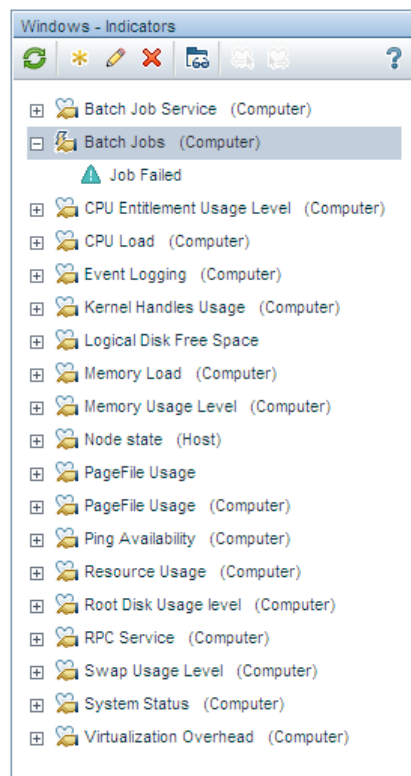 Windows - Indicators
?
Batch Job Service (Computer)
Batch Jobs (Computer)
Job Failed
CPU Entitlement Usage Level (Computer)
CPU Load (Computer)
Event Logging (Computer)
Kernel Handles Usage (Computer)
Logical Disk Free Space
Memory Load (Computer)
Memory Usage Level (Computer)
Node state (Host)
PageFile Usage
PageFile Usage (Computer)
Ping Availability (Computer)
Resource Usage (Computer)
Root Disk Usage level (Computer)
RPC Service (Computer)
Swap Usage Level (Computer)
System Status (Computer)
Virtualization Overhead (Computer)